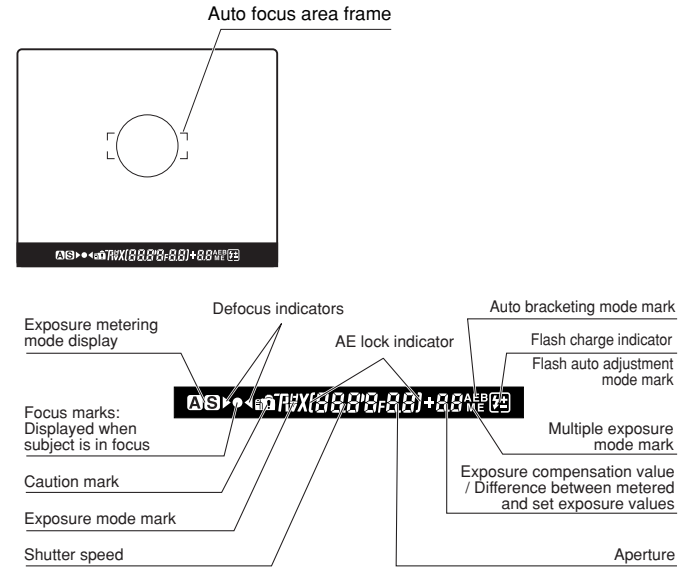 Auto focus area frame
Auto bracketing mode mark
Defocus indicators
Exposure metering
mode display
AE lock indicator
Flash charge indicator
Flash auto adjustment
mode mark
AEB
ME
Focus marks:
Displayed when
subject is in focus
Multiple exposure
mode mark
Caution mark
Exposure compensation value
/ Difference between metered
and set exposure values
Exposure mode mark
Shutter speed
Aperture